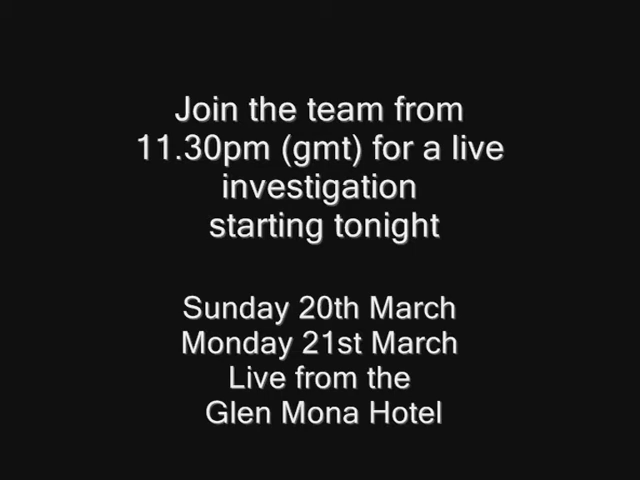 Join the team from
11.30pm (gmt) for a live
investigation
starting tonight
Sunday 20th March
Monday 21st March
Live from the
Glen Mona Hotel